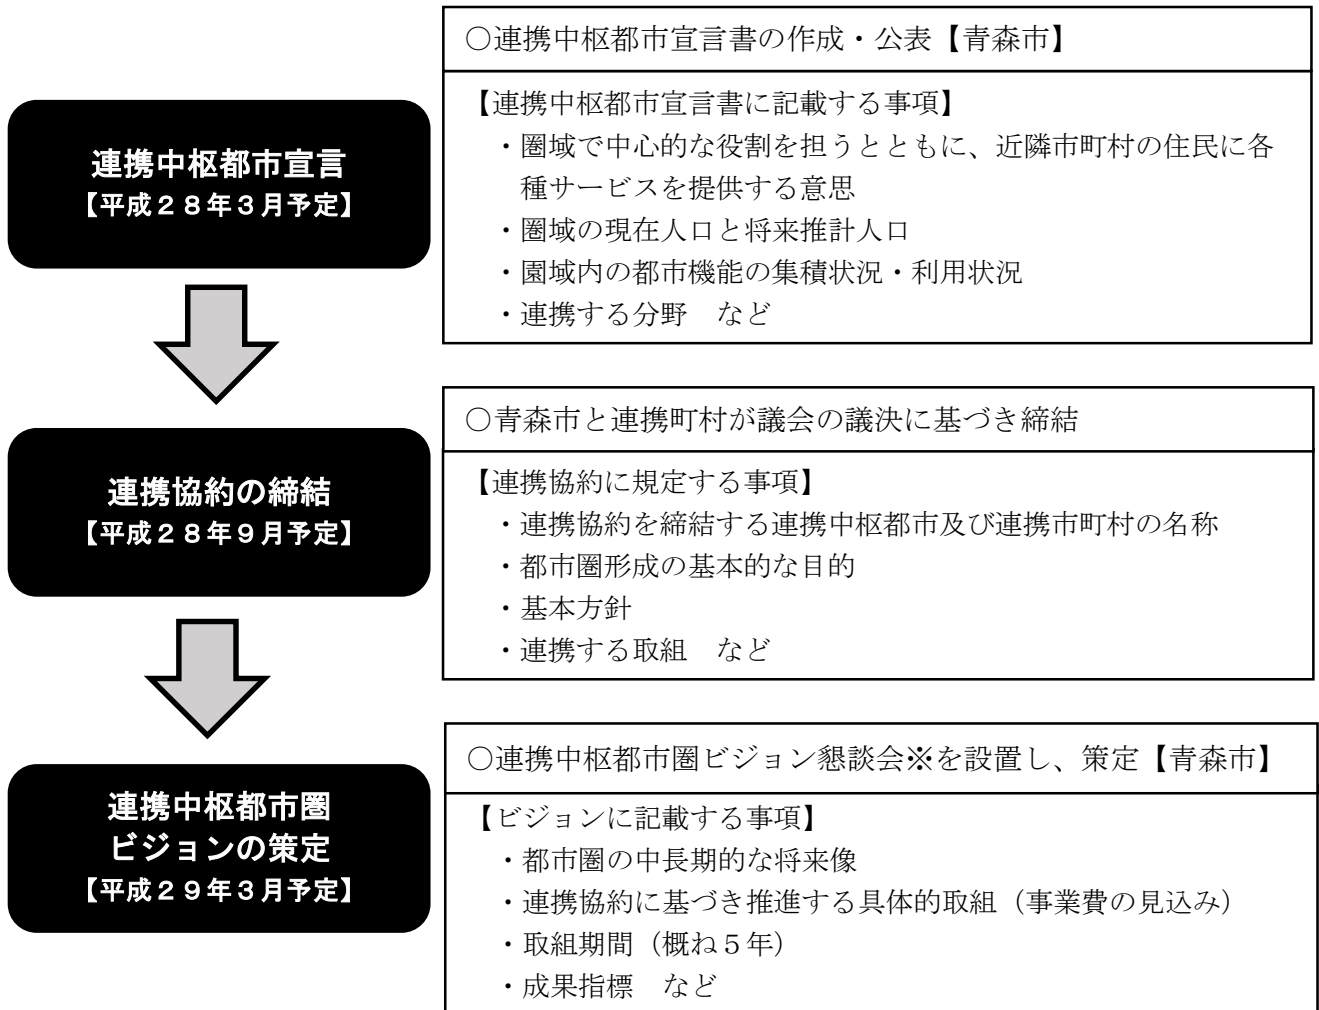 連携中枢都市宣言
【平成２８年３月予定】
○連携中枢都市宣言書の作成・公表【青森市】
【連携中枢都市宣言書に記載する事項】
・圏域で中心的な役割を担うとともに、近隣市町村の住民に各
種サービスを提供する意思
・圏域の現在人口と将来推計人口
・園域内の都市機能の集積状況・利用状況
・連携する分野　など
連携協約の締結
【平成２８年９月予定】
○青森市と連携町村が議会の議決に基づき締結
【連携協約に規定する事項】
・連携協約を締結する連携中枢都市及び連携市町村の名称
・都市圏形成の基本的な目的
・基本方針
・連携する取組　など
連携中枢都市圏
ビジョンの策定
【平成２９年３月予定】
○連携中枢都市圏ビジョン懇談会※を設置し、策定【青森市】
【ビジョンに記載する事項】
・都市圏の中長期的な将来像
・連携協約に基づき推進する具体的取組（事業費の見込み）
・取組期間（概ね５年）
・成果指標　など